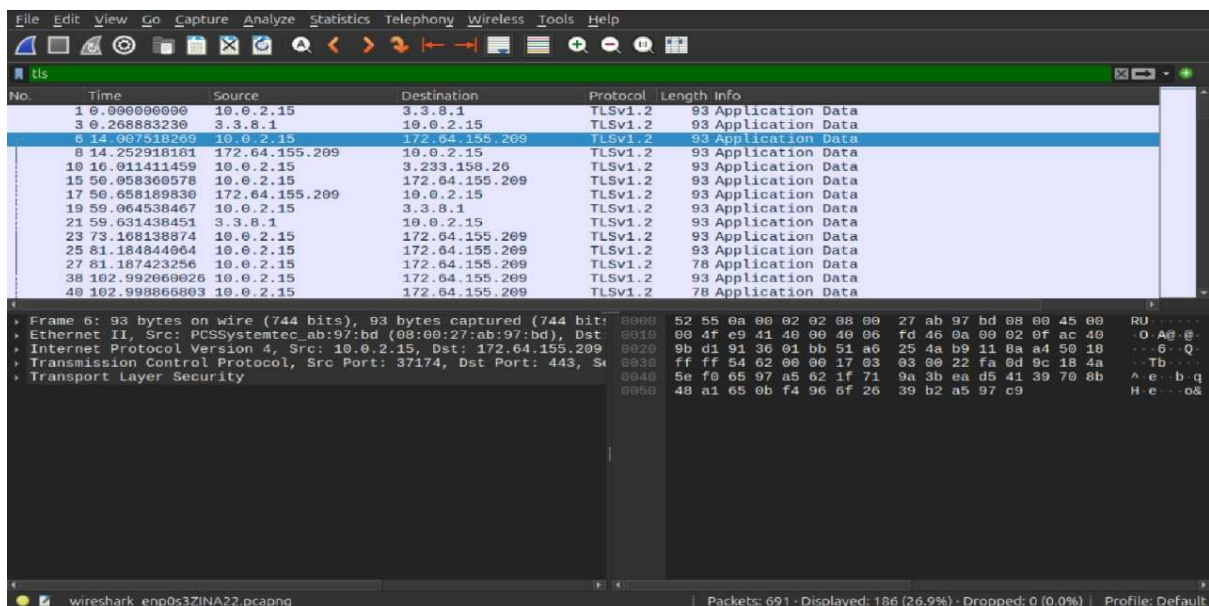 File Edit View Go Capture Analyze Statistics Telephony Wireless Tools Help
tls
No. Time Source Destination Protocol Length Info
1 0.000000000 10.0.2.15 3.3.8.1 TLSv1.2 93 Application Data
3 0.268883230 3.3.8.1 10.0.2.15 TLSv1.2 93 Application Data
6 14.007518269 10.0.2.15 172.64.155.209 TLSv1.2 93 Application Data
8 14.252918181 172.64.155.209 10.0.2.15 TLSv1.2 93 Application Data
10 16.011411459 10.0.2.15 3.233.158.26 TLSv1.2 93 Application Data
15 50.058360578 10.0.2.15 172.64.155.209 TLSv1.2 93 Application Data
17 50.658189830 172.64.155.209 10.0.2.15 TLSv1.2 93 Application Data
19 59.064538467 10.0.2.15 3.3.8.1 TLSv1.2 93 Application Data
21 59.631438451 3.3.8.1 10.0.2.15 TLSv1.2 93 Application Data
23 73.168138874 10.0.2.15 172.64.155.209 TLSv1.2 93 Application Data
25 81.184844064 10.0.2.15 172.64.155.209 TLSv1.2 93 Application Data
27 81.187423256 10.0.2.15 172.64.155.209 TLSv1.2 78 Application Data
38 102.992060026 10.0.2.15 172.64.155.209 TLSv1.2 93 Application Data
40 102.998866803 10.0.2.15 172.64.155.209 TLSv1.2 78 Application Data
Frame 6: 93 bytes on wire (744 bits), 93 bytes captured (744 bits
Ethernet II, Src: PCSSystemtec_ab:97:bd (08:00:27:ab:97:bd), Dst:
Internet Protocol Version 4, Src: 10.0.2.15, Dst: 172.64.155.209
Transmission Control Protocol, Src Port: 37174, Dst Port: 443, Se
Transport Layer Security
0000 52 55 0a 00 02 02 08 00 27 ab 97 bd 08 00 45 00 RU······
0010 00 4f e9 41 40 00 40 06 fd 46 0a 00 02 0f ac 40 ·O·A@·@·
0020 9b d1 91 36 01 bb 51 a6 25 4a b9 11 8a a4 50 18 ···6··Q·
0030 ff ff 54 62 00 00 17 03 03 00 22 fa 0d 9c 18 4a ··Tb····
0040 5e f0 65 97 a5 62 1f 71 9a 3b ea d5 41 39 70 8b ^·e··b·q
0050 48 a1 65 0b f4 96 6f 26 39 b2 a5 97 c9 H·e···o&
wireshark_enp0s3ZINA22.pcapng Packets: 691 · Displayed: 186 (26.9%) · Dropped: 0 (0.0%) Profile: Default